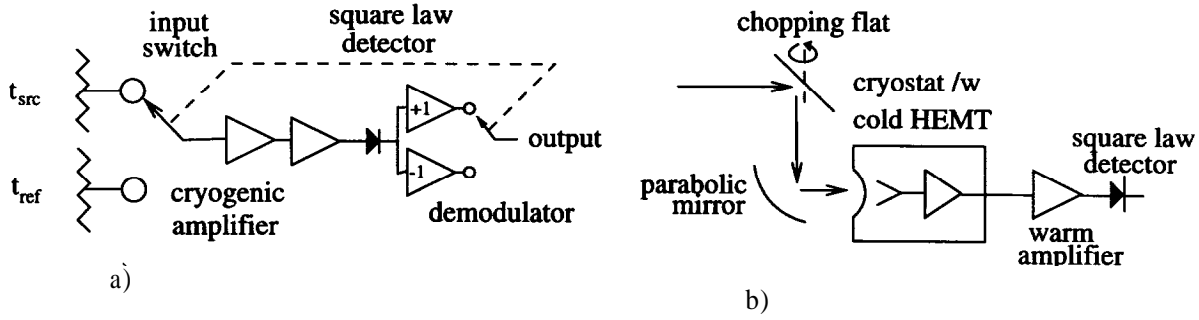 input
switch
square law
detector
t_src
+1
output
-1
t_ref
cryogenic
amplifier
demodulator
a)
chopping flat
cryostat /w
cold HEMT
square law
detector
parabolic
mirror
warm
amplifier
b)